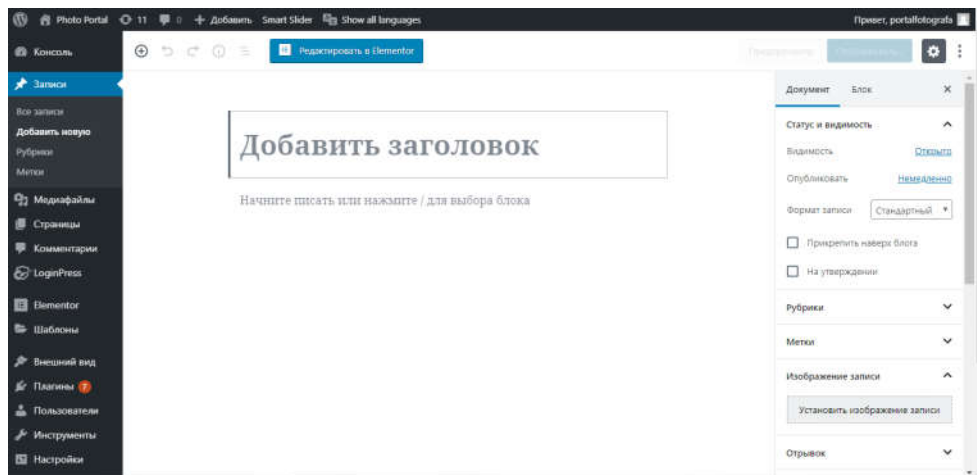 Photo Portal 11 0 Добавить Smart Slider Show all languages Привет, portalfotografa
Консоль
Записи
Все записи
Добавить новую
Рубрики
Метки
Медиафайлы
Страницы
Комментарии
LoginPress
Elementor
Шаблоны
Внешний вид
Плагины 7
Пользователи
Инструменты
Настройки
Редактировать в Elementor
Добавить заголовок
Начните писать или нажмите / для выбора блока
Документ Блок
Статус и видимость
Видимость Открыто
Опубликовать Немедленно
Формат записи Стандартный
Прикрепить наверх блога
На утверждении
Рубрики
Метки
Изображение записи
Установить изображение записи
Отрывок